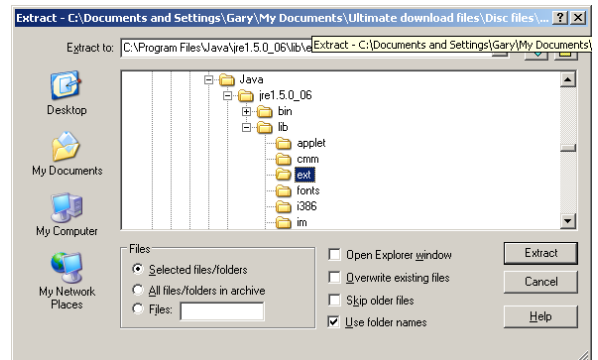 Extract - C:\Documents and Settings\Gary\My Documents\Ultimate download files\Disc files\...
Extract to: C:\Program Files\Java\jre1.5.0_06\lib\e
Extract - C:\Documents and Settings\Gary\My Documents\
Java
jre1.5.0_06
bin
lib
applet
cmm
ext
fonts
i386
im
Desktop
My Documents
My Computer
My Network
Places
Files
Selected files/folders
All files/folders in archive
Files:
Open Explorer window
Overwrite existing files
Skip older files
Use folder names
Extract
Cancel
Help